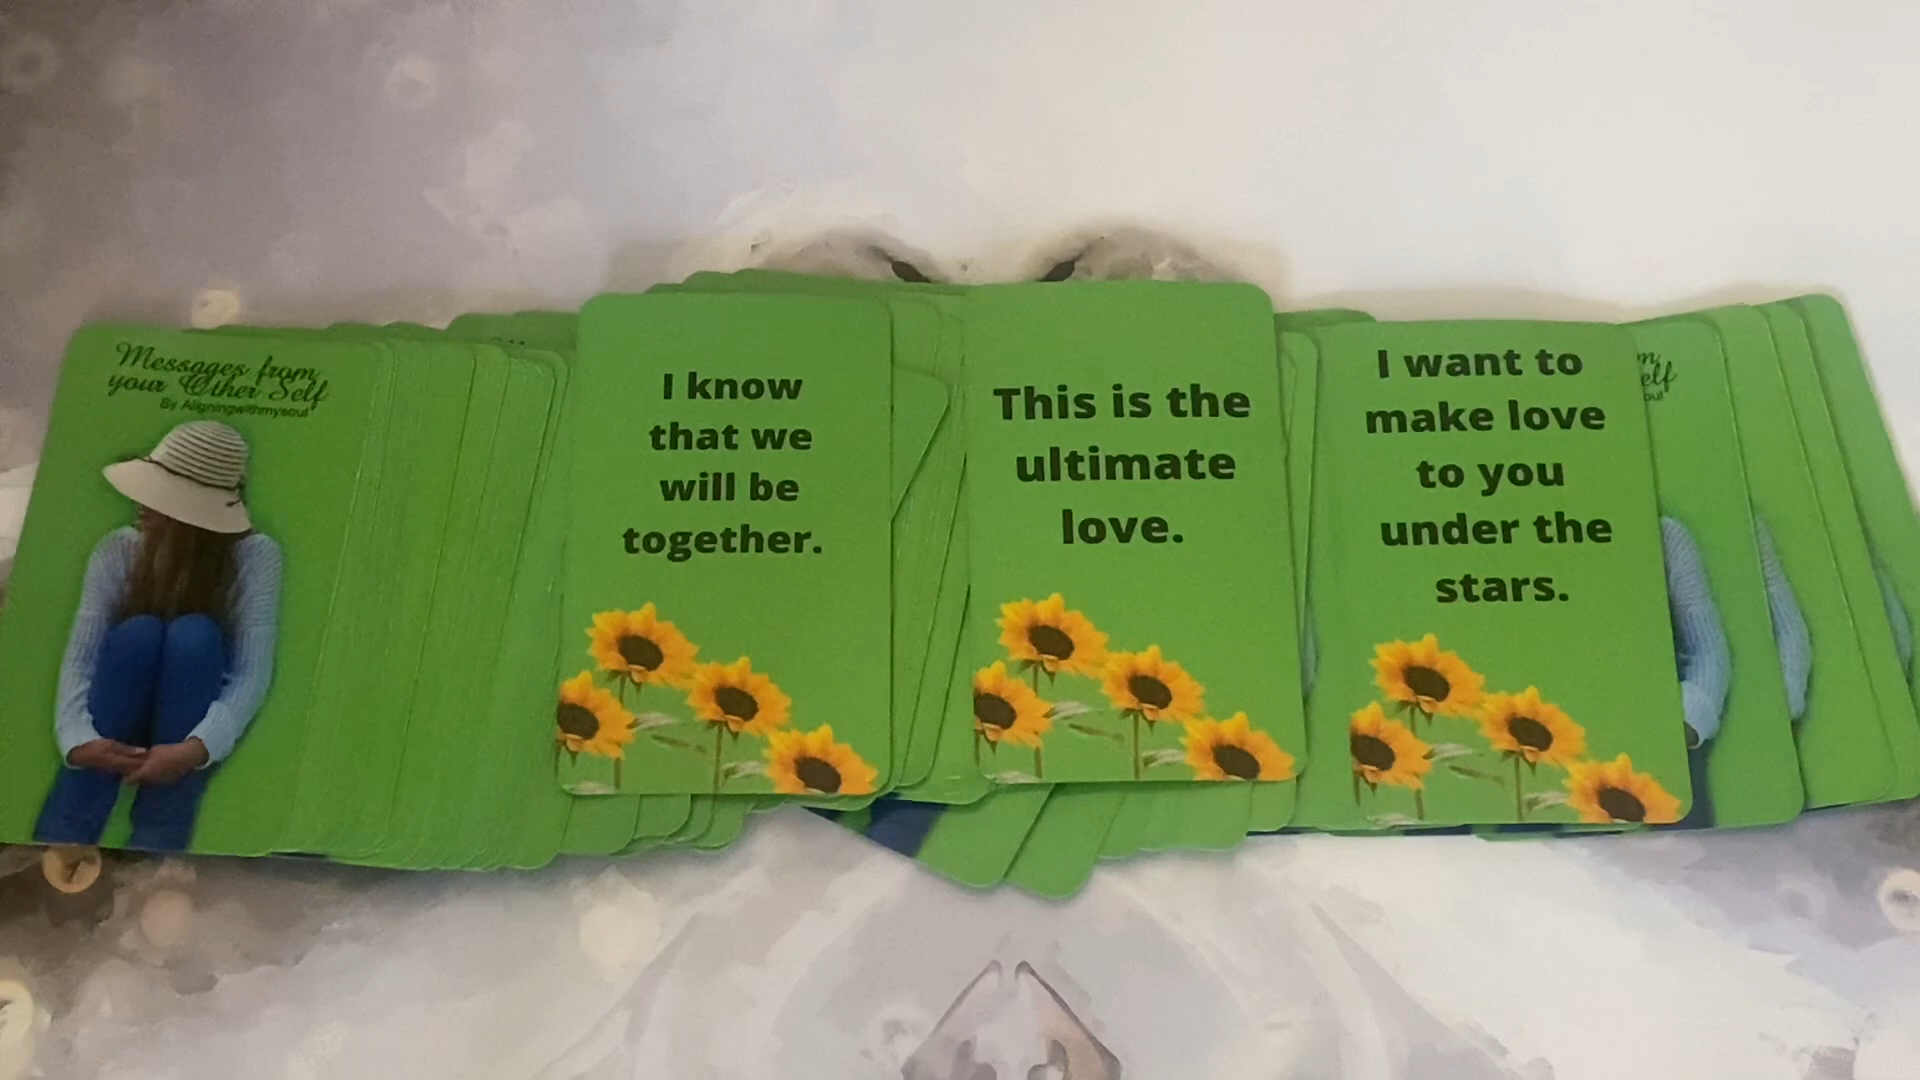 Messages from
your Other Self
By Aligningwithmysoul
I know
that we
will be
together.
This is the
ultimate
love.
I want to
make love
to you
under the
stars.